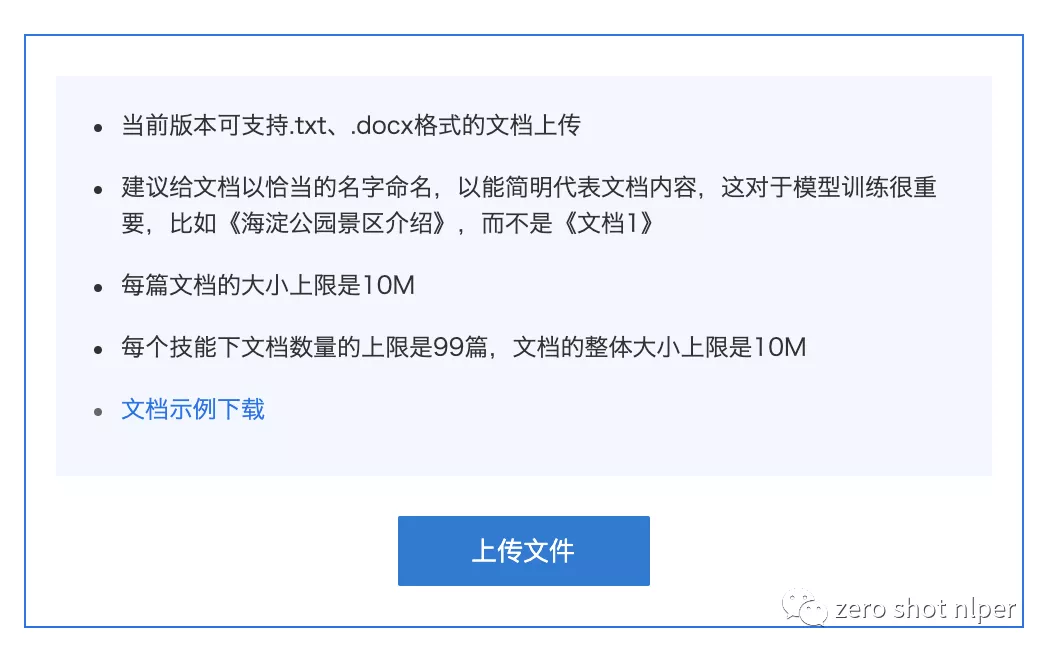 当前版本可支持.txt、.docx格式的文档上传
建议给文档以恰当的名字命名，以能简明代表文档内容，这对于模型训练很重
要，比如《海淀公园景区介绍》，而不是《文档1》
每篇文档的大小上限是10M
每个技能下文档数量的上限是99篇，文档的整体大小上限是10M
文档示例下载
上传文件
zero shot nlper